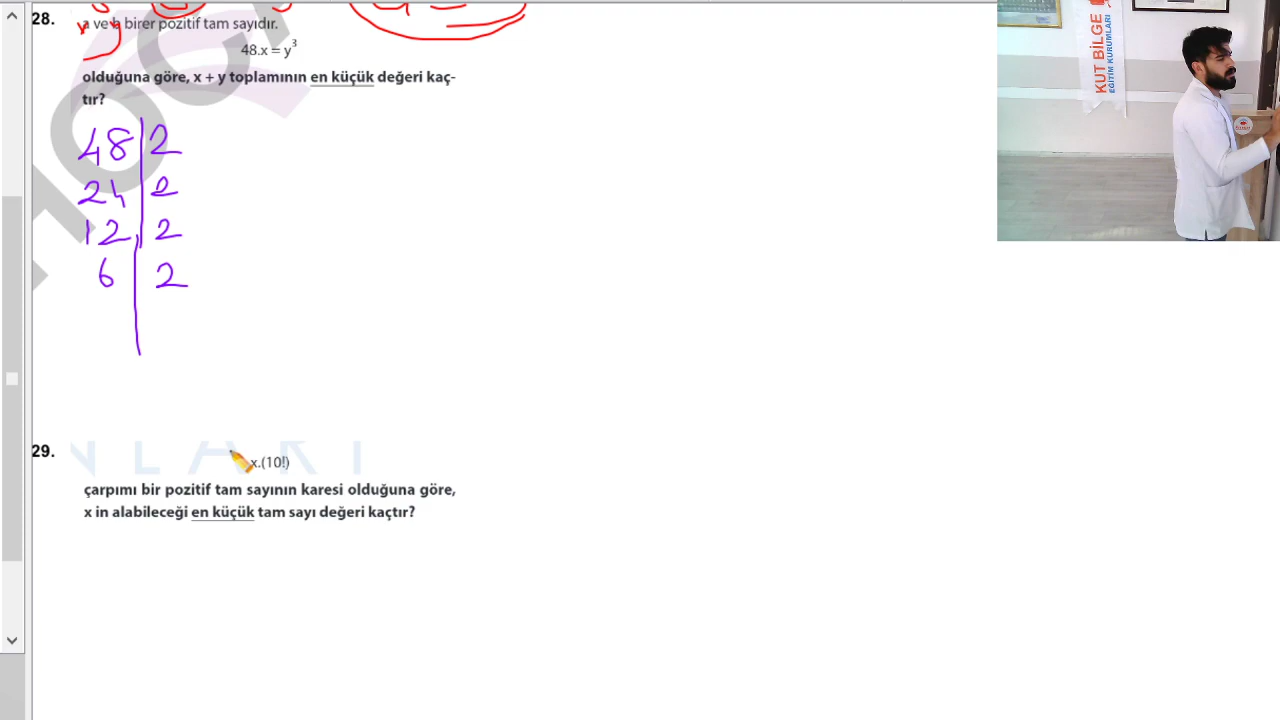 28.
a ve b birer pozitif tam sayıdır.
x y
48.x = y³
olduğuna göre, x + y toplamının en küçük değeri kaç-
tır?
48 2
24 2
12 2
6 2
29.
x.(10!)
çarpımı bir pozitif tam sayının karesi olduğuna göre,
x in alabileceği en küçük tam sayı değeri kaçtır?
KUT BİLGE
EĞİTİM KURUMLARI